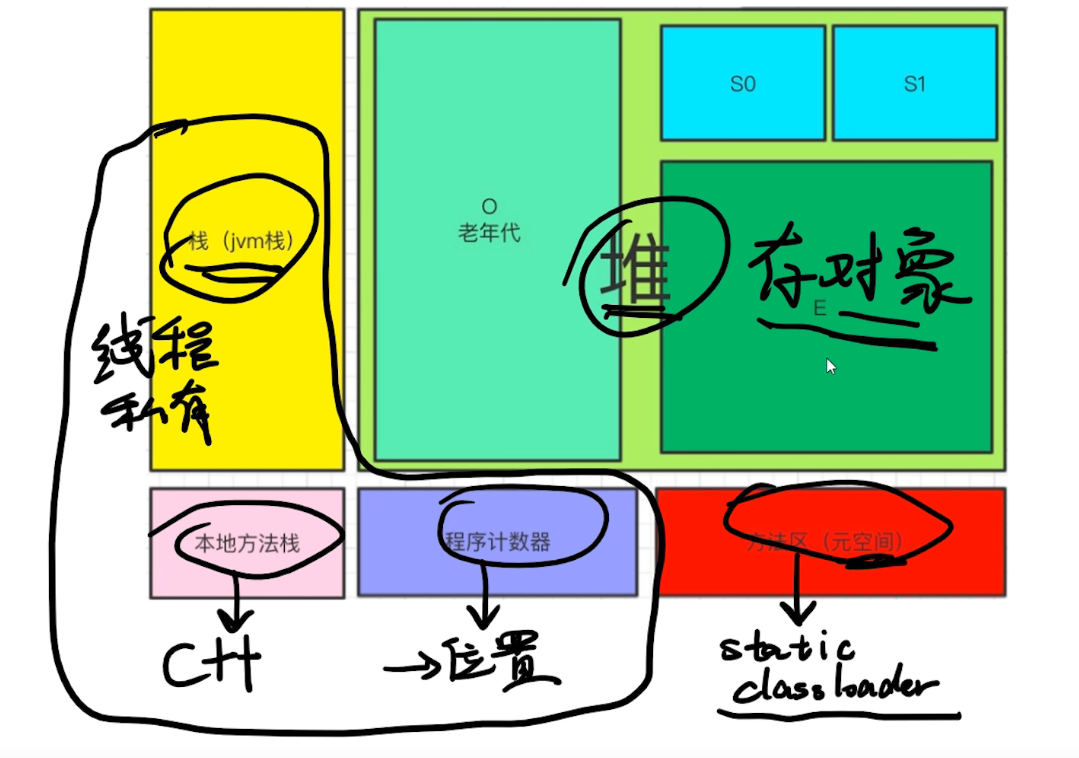 S0
S1
O
老年代
栈（jvm栈）
堆
存对象
E
线程
私有
本地方法栈
程序计数器
方法区（元空间）
C++
→位置
static
classloader